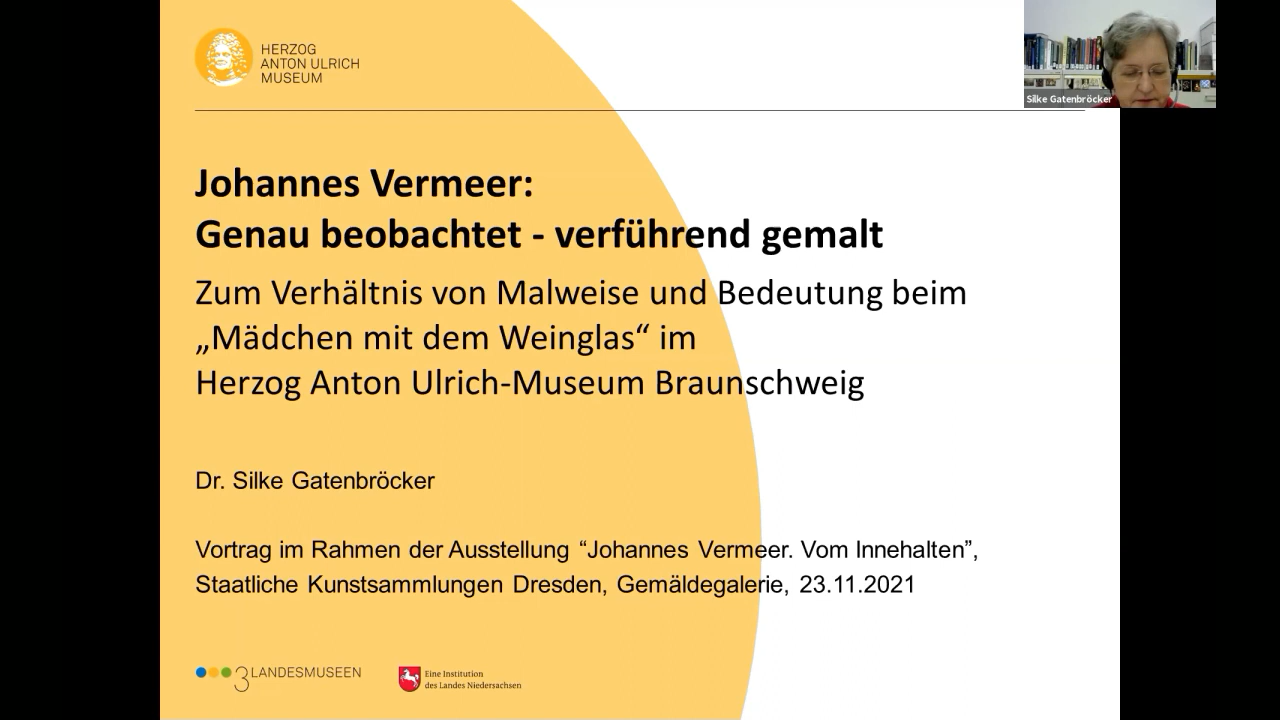 HERZOG
ANTON ULRICH
MUSEUM
Silke Gatenbröcker
Johannes Vermeer:
Genau beobachtet - verführend gemalt
Zum Verhältnis von Malweise und Bedeutung beim
„Mädchen mit dem Weinglas“ im
Herzog Anton Ulrich-Museum Braunschweig
Dr. Silke Gatenbröcker
Vortrag im Rahmen der Ausstellung “Johannes Vermeer. Vom Innehalten”,
Staatliche Kunstsammlungen Dresden, Gemäldegalerie, 23.11.2021
3 LANDESMUSEEN
Eine Institution
des Landes Niedersachsen